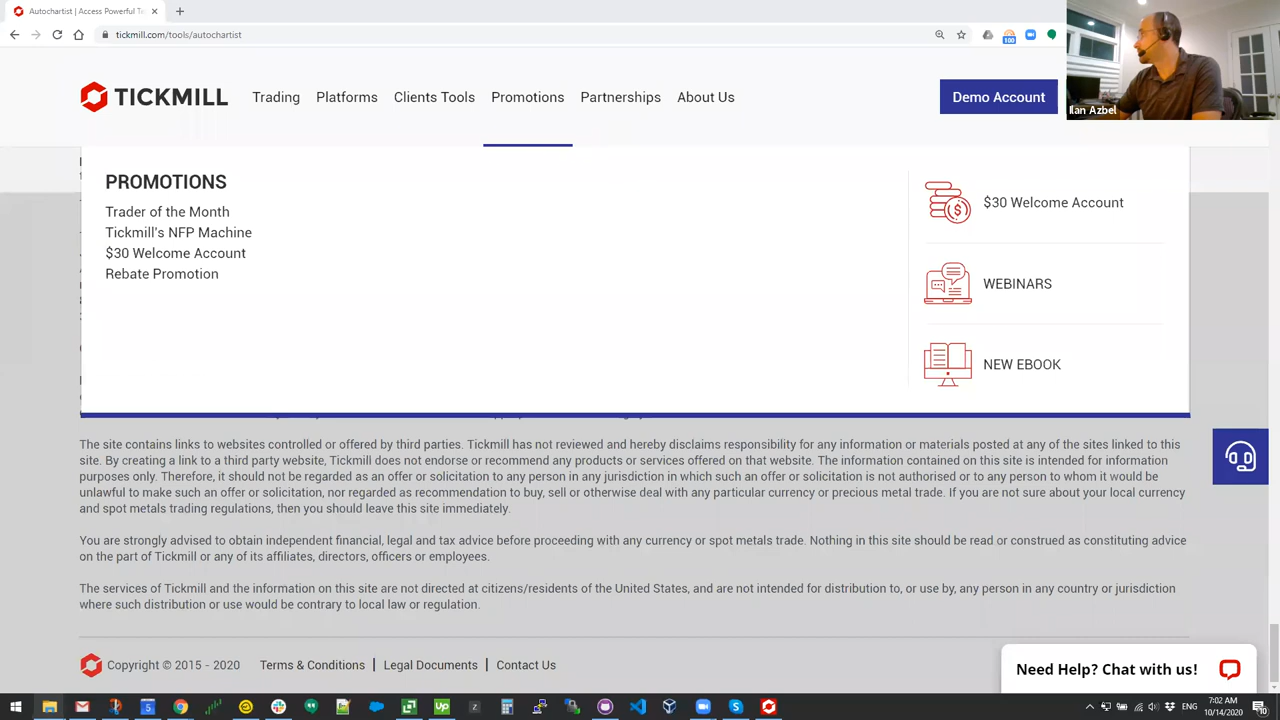 Autochartist | Access Powerful Te
tickmill.com/tools/autochartist
100
TICKMILL
Trading
Platforms
Clients Tools
Promotions
Partnerships
About Us
Demo Account
Ilan Azbel
PROMOTIONS
Trader of the Month
Tickmill's NFP Machine
$30 Welcome Account
Rebate Promotion
$30 Welcome Account
WEBINARS
NEW EBOOK
The site contains links to websites controlled or offered by third parties. Tickmill has not reviewed and hereby disclaims responsibility for any information or materials posted at any of the sites linked to this
site. By creating a link to a third party website, Tickmill does not endorse or recommend any products or services offered on that website. The information contained on this site is intended for information
purposes only. Therefore, it should not be regarded as an offer or solicitation to any person in any jurisdiction in which such an offer or solicitation is not authorised or to any person to whom it would be
unlawful to make such an offer or solicitation, nor regarded as recommendation to buy, sell or otherwise deal with any particular currency or precious metal trade. If you are not sure about your local currency
and spot metals trading regulations, then you should leave this site immediately.
You are strongly advised to obtain independent financial, legal and tax advice before proceeding with any currency or spot metals trade. Nothing in this site should be read or construed as constituting advice
on the part of Tickmill or any of its affiliates, directors, officers or employees.
The services of Tickmill and the information on this site are not directed at citizens/residents of the United States, and are not intended for distribution to, or use by, any person in any country or jurisdiction
where such distribution or use would be contrary to local law or regulation.
Copyright © 2015 - 2020
Terms & Conditions
Legal Documents
Contact Us
Need Help? Chat with us!
ENG
7:02 AM
10/14/2020